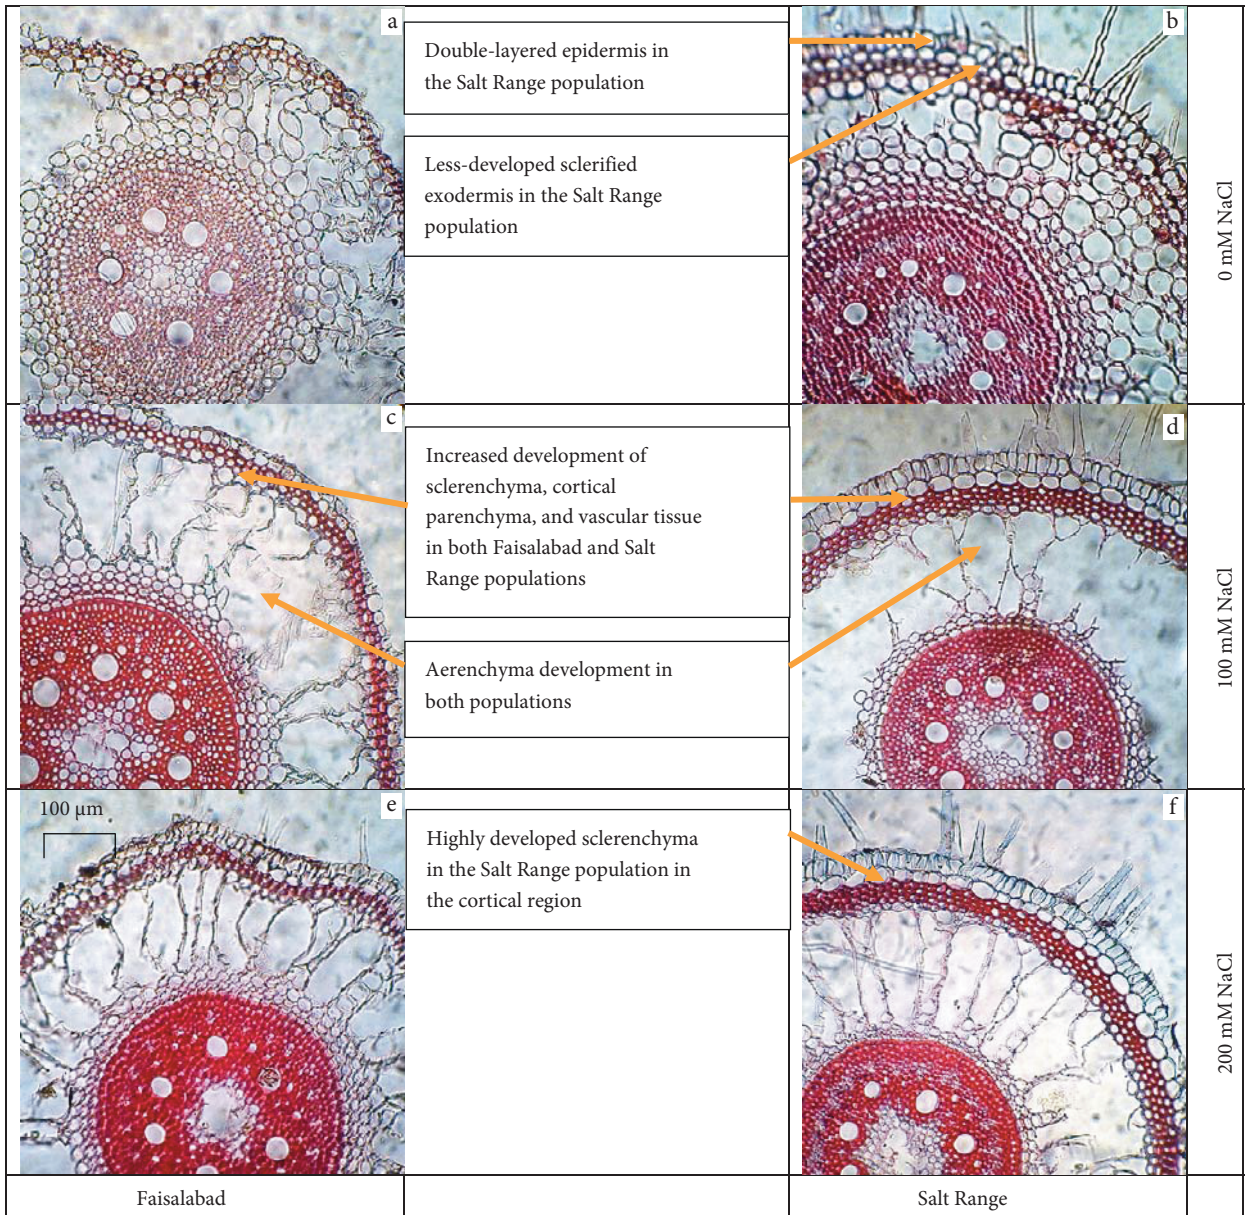 a
Double-layered epidermis in
the Salt Range population
b
Less-developed sclerified
exodermis in the Salt Range
population
0 mM NaCl
c
Increased development of
sclerenchyma, cortical
parenchyma, and vascular tissue
in both Faisalabad and Salt
Range populations
d
Aerenchyma development in
both populations
100 mM NaCl
100 µm
e
Highly developed sclerenchyma
in the Salt Range population in
the cortical region
f
200 mM NaCl
Faisalabad
Salt Range